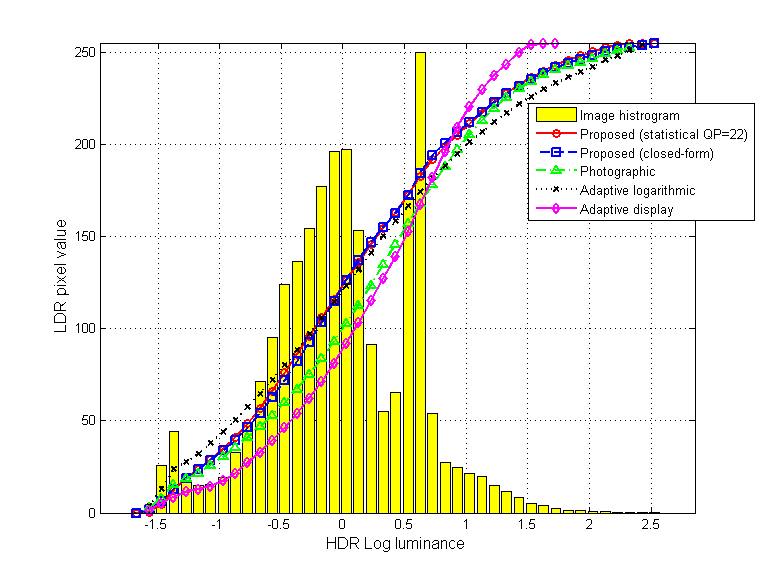 250
200
150
100
50
0
LDR pixel value
Image histrogram
Proposed (statistical QP=22)
Proposed (closed-form)
Photographic
Adaptive logarithmic
Adaptive display
-1.5 -1 -0.5 0 0.5 1 1.5 2 2.5
HDR Log luminance